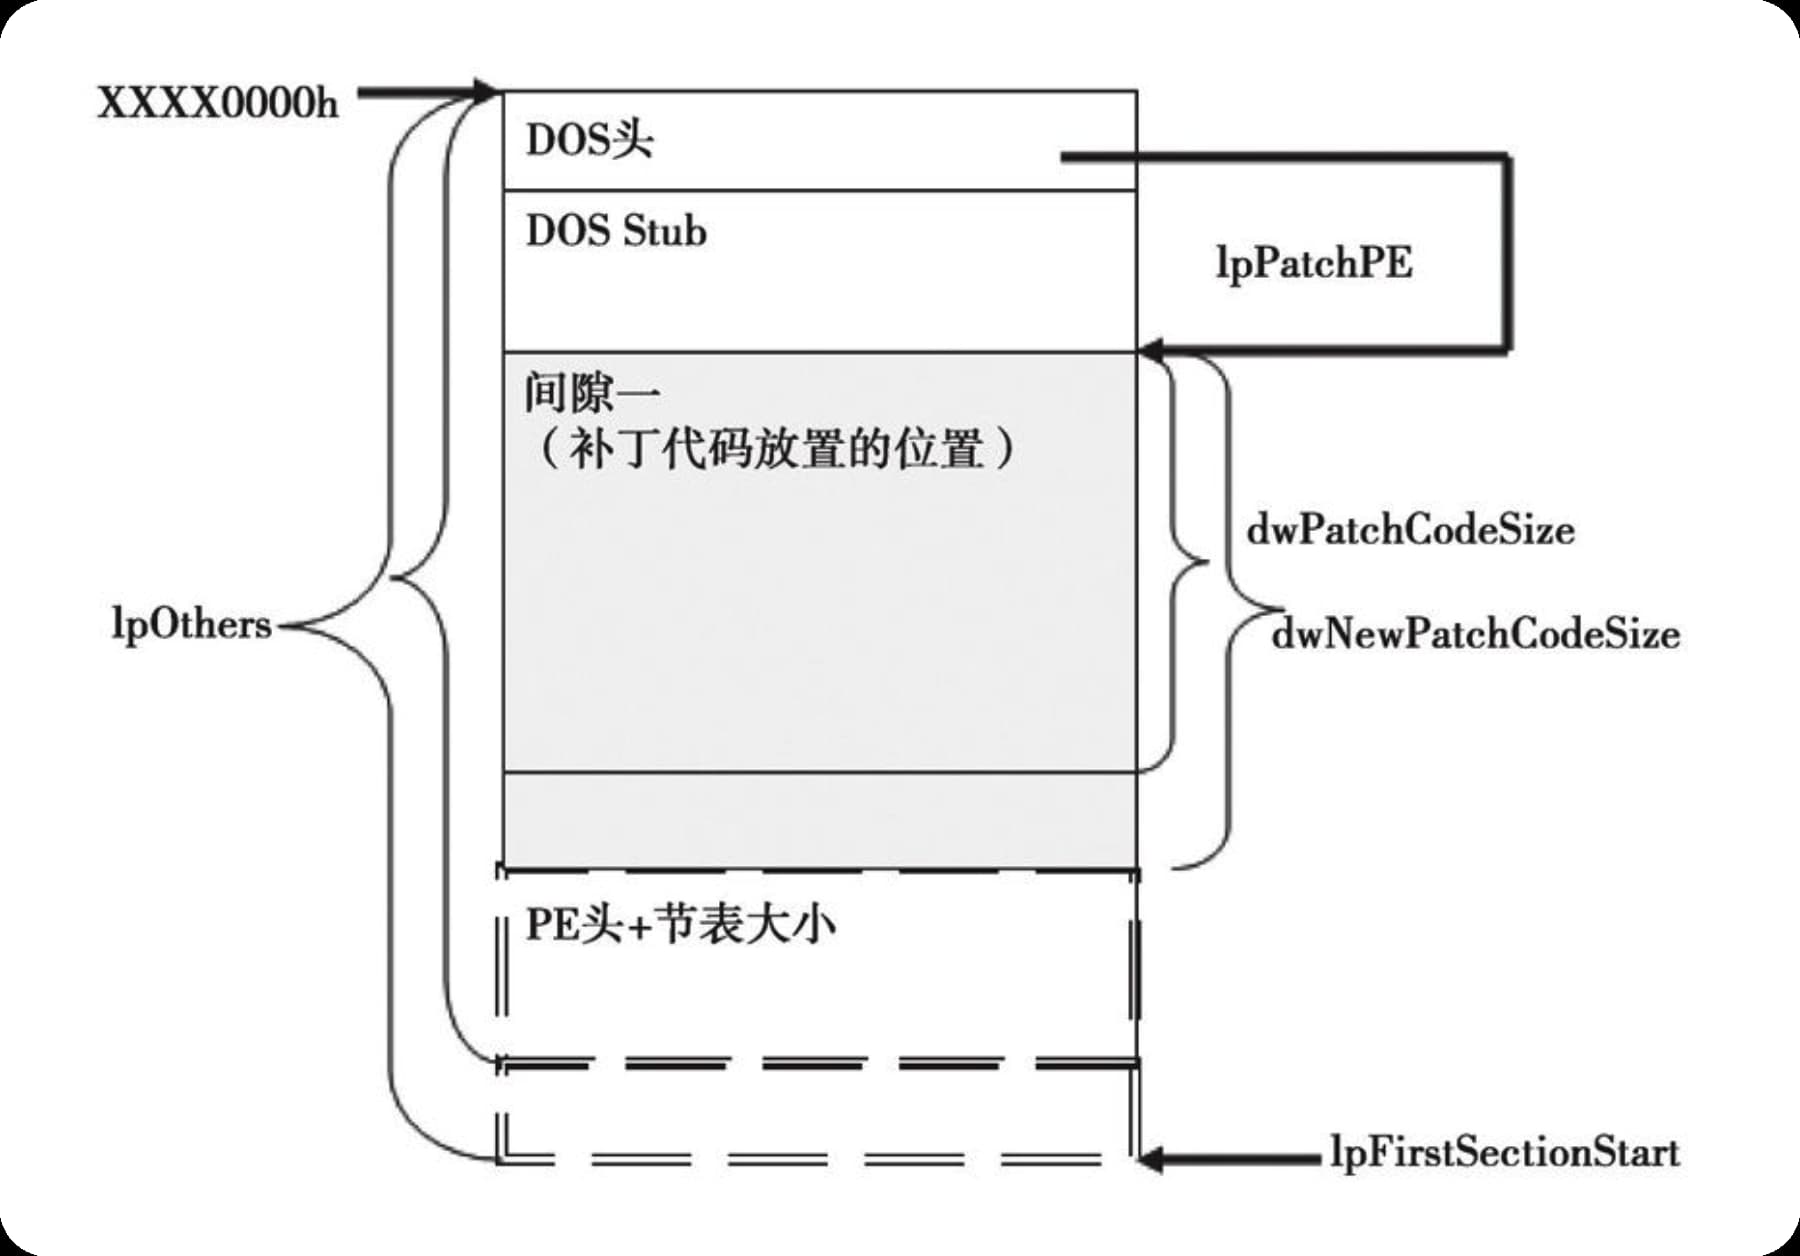 XXXX0000h
DOS头
DOS Stub
lpPatchPE
间隙一
（补丁代码放置的位置）
dwPatchCodeSize
lpOthers
dwNewPatchCodeSize
PE头+节表大小
lpFirstSectionStart